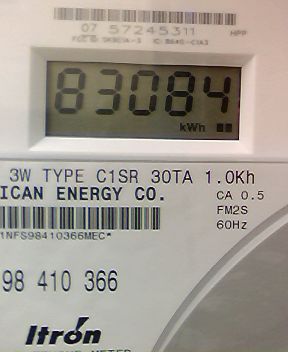 07 57245311 HPP
83084
kWh
3W TYPE C1SR 30TA 1.0Kh
ICAN ENERGY CO. CA 0.5
FM2S
1NFS98410366MEC* 60Hz
98 410 366
Itron